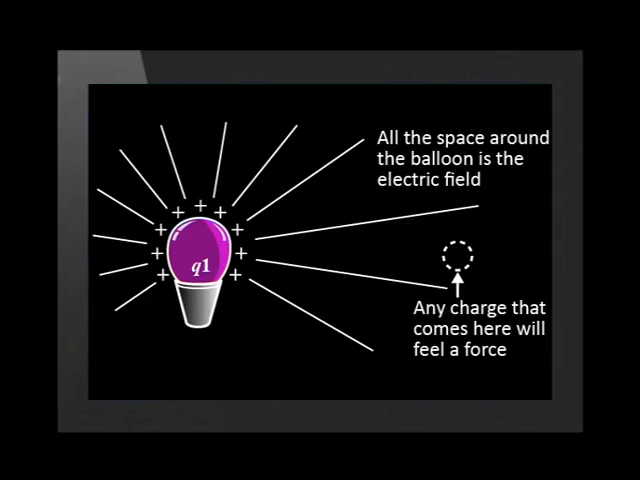 All the space around
the balloon is the
electric field
q1
Any charge that
comes here will
feel a force